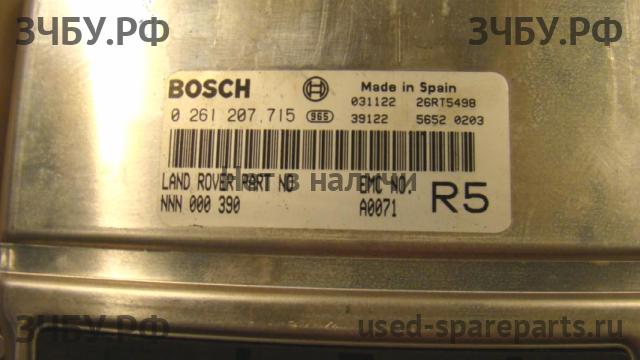 ЗЧБУ.РФ ЗЧБУ.РФ
BOSCH Made in Spain
031122 26RT5498
0 261 207.715 965 39122 5652 0203
LAND ROVER PART NO EMC NO. R5
NNN 000 390 A0071
ЗЧБУ.РФ used-spareparts.ru